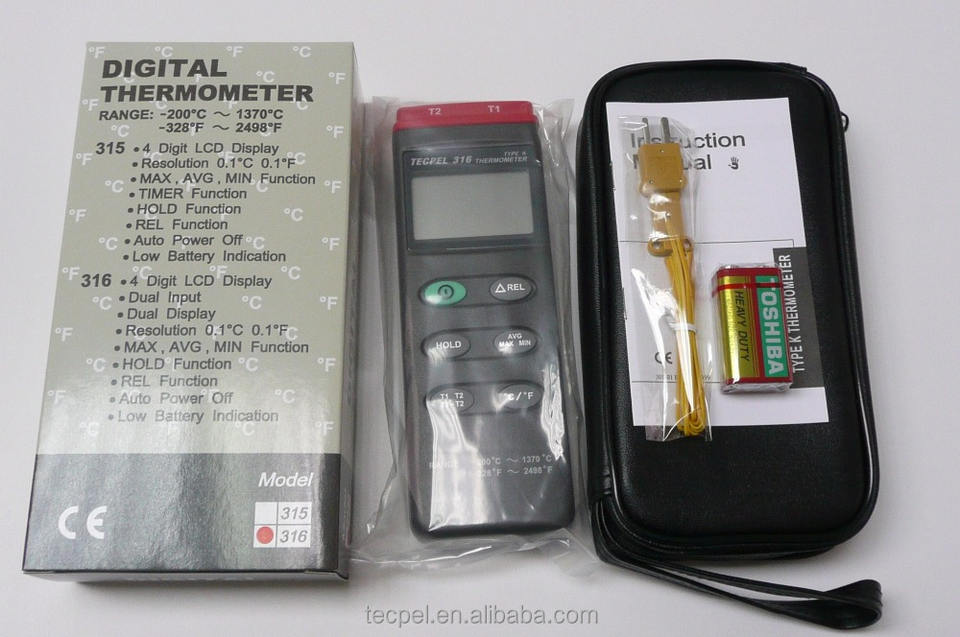 DIGITAL
THERMOMETER
RANGE: -200°C ~ 1370°C
-328°F ~ 2498°F
315 • 4 Digit LCD Display
• Resolution 0.1°C 0.1°F
• MAX , AVG , MIN Function
• TIMER Function
• HOLD Function
• REL Function
• Auto Power Off
• Low Battery Indication
316 • 4 Digit LCD Display
• Dual Input
• Dual Display
• Resolution 0.1°C 0.1°F
• MAX , AVG , MIN Function
• HOLD Function
• REL Function
• Auto Power Off
• Low Battery Indication
Model
CE
315
316
T2 T1
TECPEL 316
TYPE K
THERMOMETER
△ REL
HOLD
AVG
MAX MIN
T1 T2
T1-T2
°C/°F
~ 1370°C
~ 2498°F
Instruction
Manual
CE
TOSHIBA
HEAVY DUTY
TYPE K THERMOMETER
tecpel.en.alibaba.com